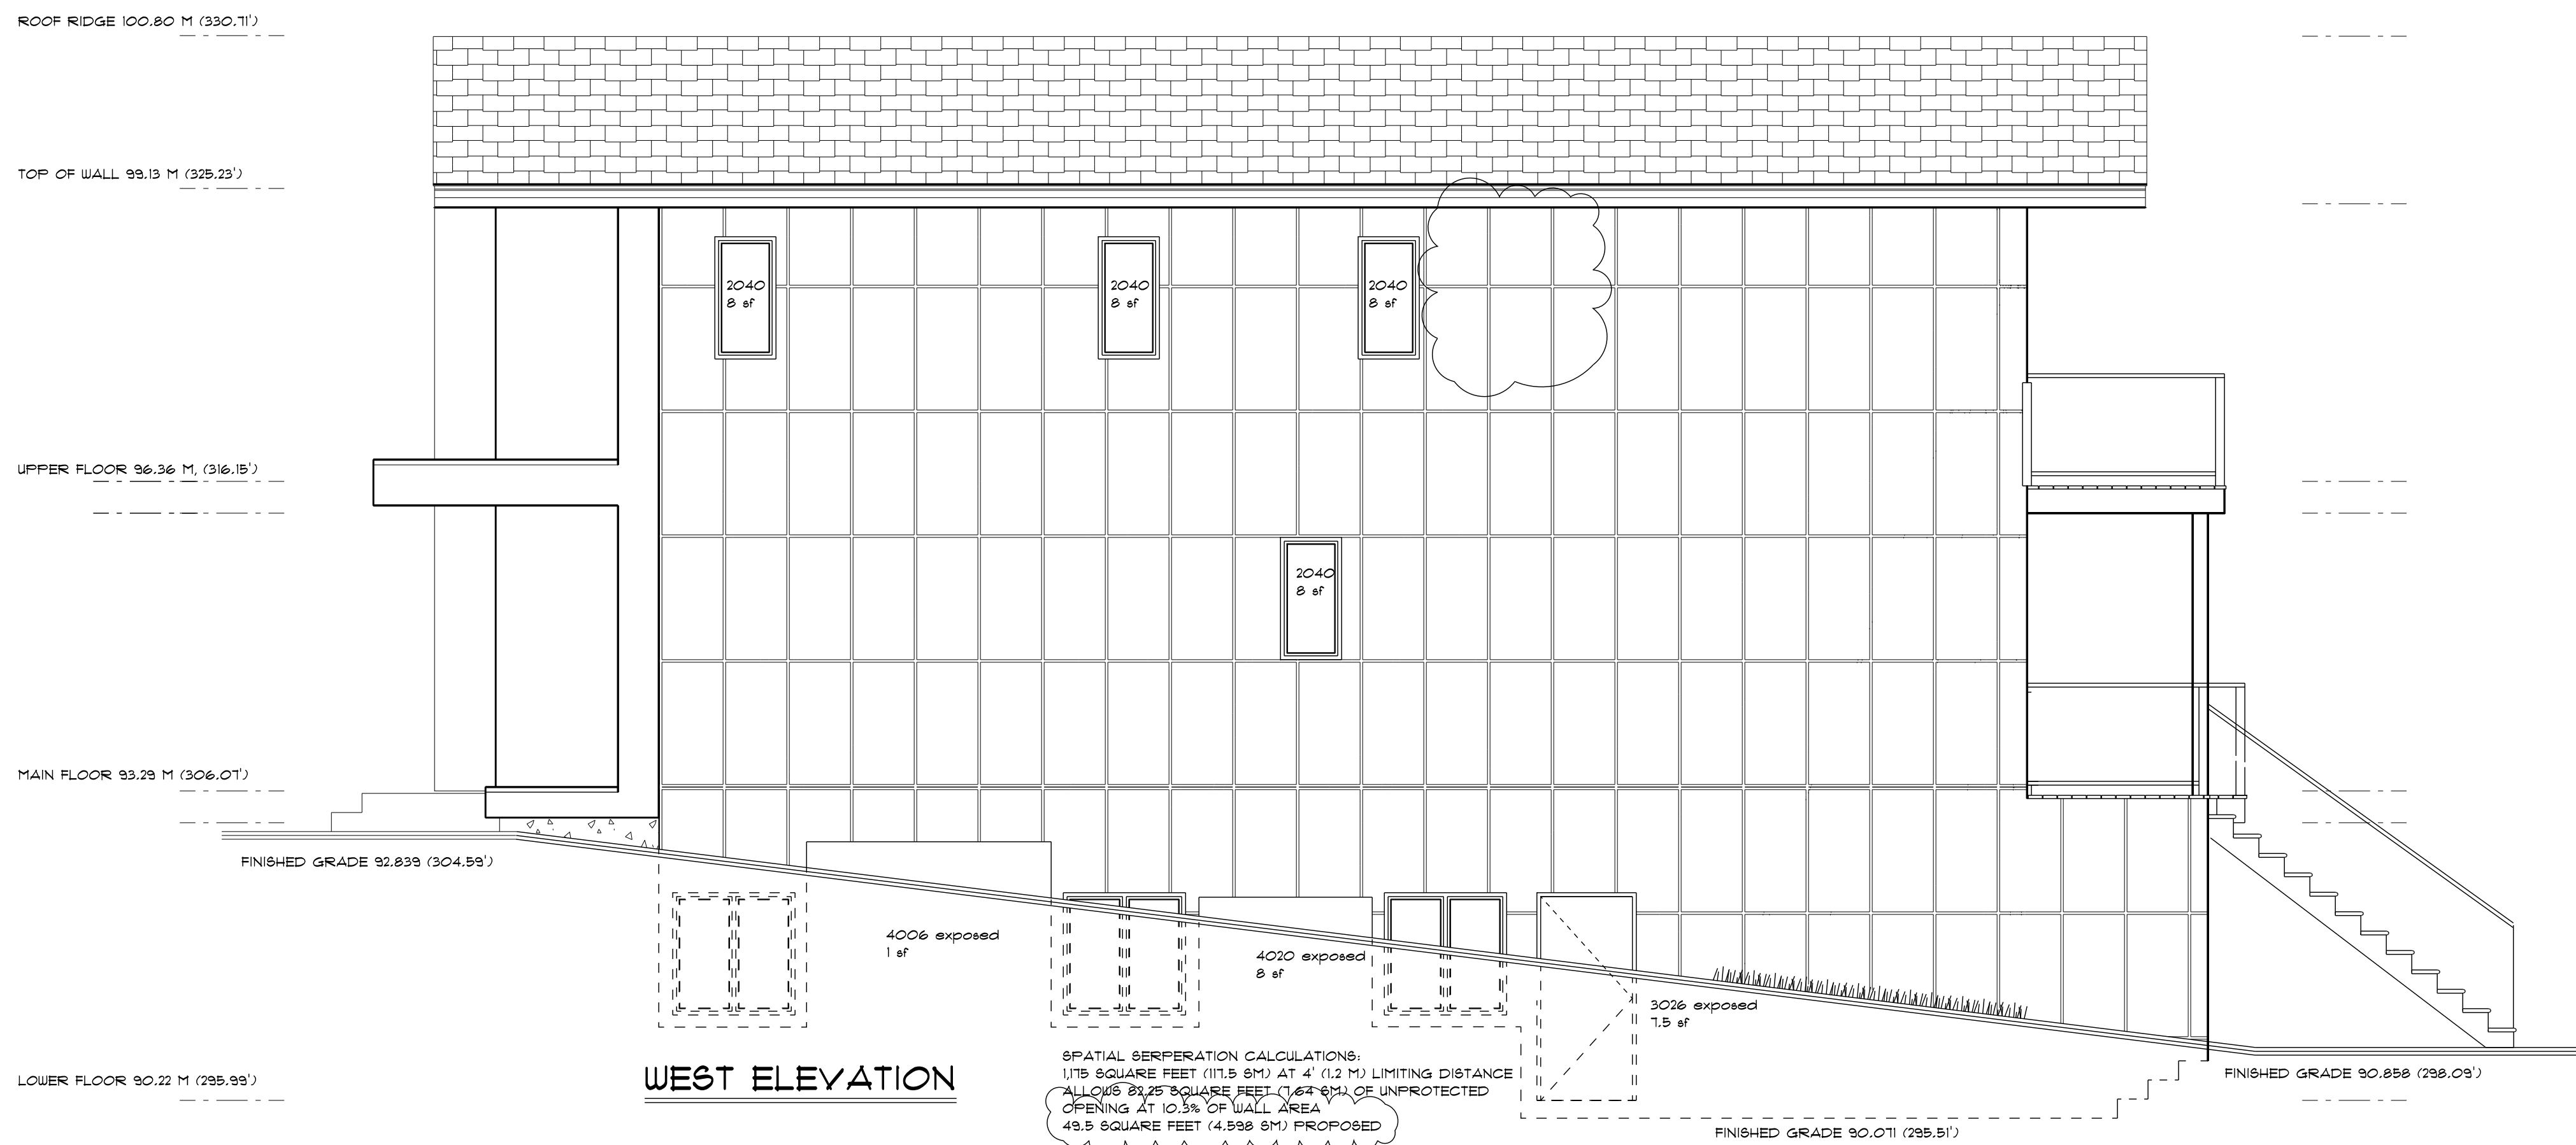 ROOF RIDGE 100.80 M (330.71')
TOP OF WALL 99.13 M (325.23')
2040
8 sf
2040
8 sf
2040
8 sf
UPPER FLOOR 96.36 M, (316.15')
2040
8 sf
MAIN FLOOR 93.29 M (306.07')
FINISHED GRADE 92.839 (304.59')
4006 exposed
1 sf
4020 exposed
8 sf
3026 exposed
7.5 sf
WEST ELEVATION
SPATIAL SERPERATION CALCULATIONS:
1,175 SQUARE FEET (117.5 SM) AT 4' (1.2 M) LIMITING DISTANCE
ALLOWS 82.25 SQUARE FEET (7.64 SM) OF UNPROTECTED
OPENING AT 10.3% OF WALL AREA
49.5 SQUARE FEET (4.598 SM) PROPOSED
LOWER FLOOR 90.22 M (295.99')
FINISHED GRADE 90.858 (298.09')
FINISHED GRADE 90.071 (295.51')